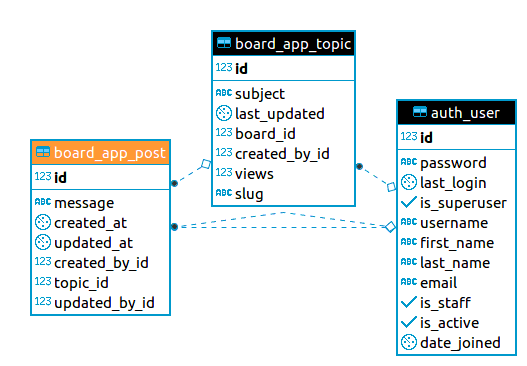 board_app_topic
123 id
ABC subject
last_updated
123 board_id
123 created_by_id
123 views
ABC slug
auth_user
123 id
ABC password
last_login
is_superuser
ABC username
ABC first_name
ABC last_name
ABC email
is_staff
is_active
date_joined
board_app_post
123 id
ABC message
created_at
updated_at
123 created_by_id
123 topic_id
123 updated_by_id